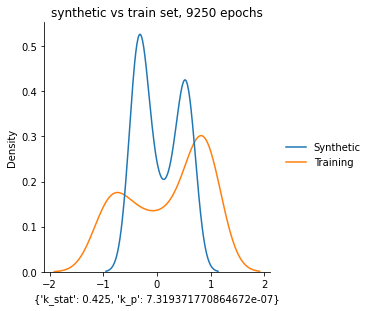 synthetic vs train set, 9250 epochs
0.5
0.4
0.3
0.2
0.1
0.0
Density
Synthetic
Training
−2
−1
0
1
2
{'k_stat': 0.425, 'k_p': 7.319371770864672e-07}